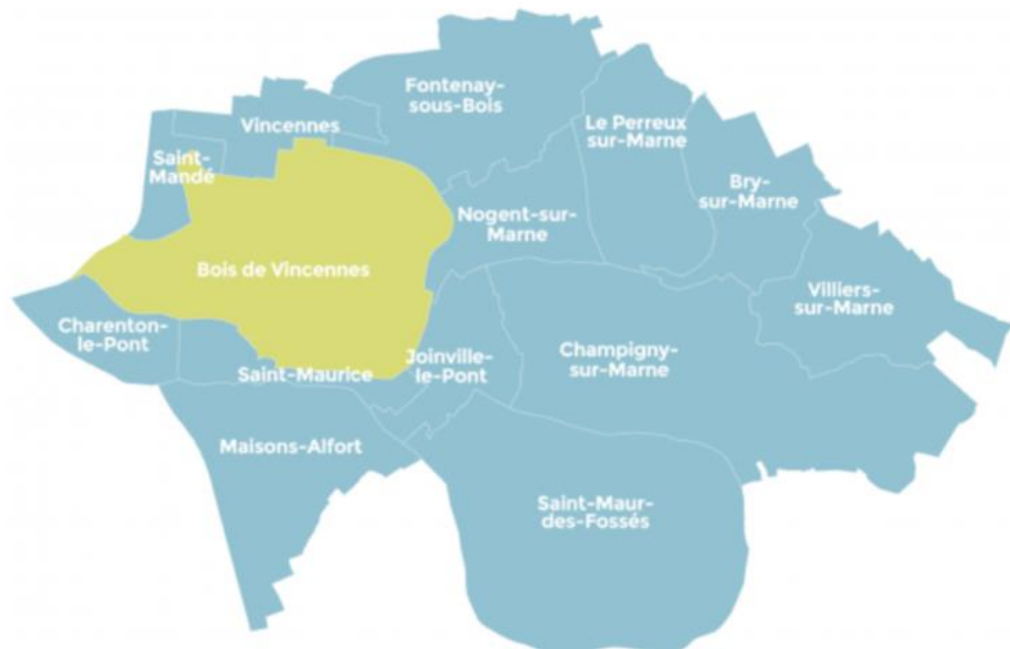 Fontenay-
sous-Bois
Vincennes
Le Perreux
sur-Marne
Saint-
Mandé
Bry-
sur-Marne
Nogent-sur-
Marne
Bois de Vincennes
Villiers-
sur-Marne
Charenton-
le-Pont
Joinville-
le-Pont
Champigny-
sur-Marne
Saint-Maurice
Maisons-Alfort
Saint-Maur-
des-Fossés